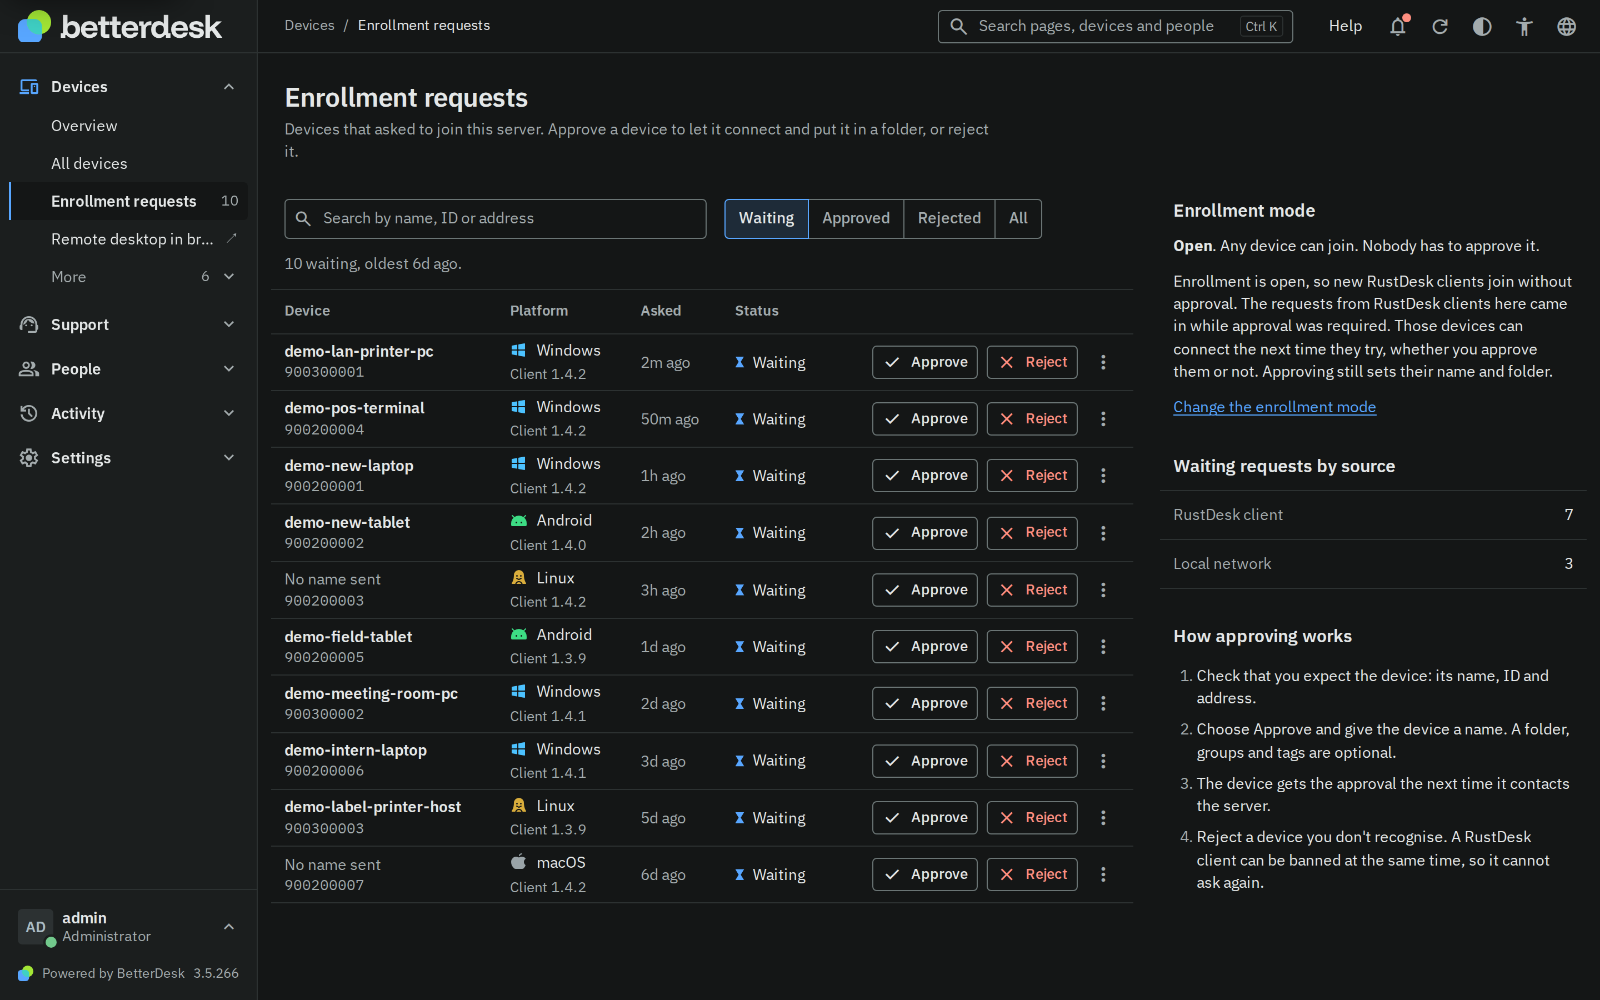 betterdesk
Devices / Enrollment requests
Search pages, devices and people Ctrl K
Help
Devices
Overview
All devices
Enrollment requests 10
Remote desktop in br...
More 6
Support
People
Activity
Settings
AD
admin
Administrator
Powered by BetterDesk 3.5.266
Enrollment requests
Devices that asked to join this server. Approve a device to let it connect and put it in a folder, or reject
it.
Search by name, ID or address
Waiting Approved Rejected All
10 waiting, oldest 6d ago.
Device Platform Asked Status
demo-lan-printer-pc
900300001
Windows
Client 1.4.2
2m ago Waiting Approve Reject
demo-pos-terminal
900200004
Windows
Client 1.4.2
50m ago Waiting Approve Reject
demo-new-laptop
900200001
Windows
Client 1.4.2
1h ago Waiting Approve Reject
demo-new-tablet
900200002
Android
Client 1.4.0
2h ago Waiting Approve Reject
No name sent
900200003
Linux
Client 1.4.2
3h ago Waiting Approve Reject
demo-field-tablet
900200005
Android
Client 1.3.9
1d ago Waiting Approve Reject
demo-meeting-room-pc
900300002
Windows
Client 1.4.1
2d ago Waiting Approve Reject
demo-intern-laptop
900200006
Windows
Client 1.4.1
3d ago Waiting Approve Reject
demo-label-printer-host
900300003
Linux
Client 1.3.9
5d ago Waiting Approve Reject
No name sent
900200007
macOS
Client 1.4.2
6d ago Waiting Approve Reject
Enrollment mode
Open. Any device can join. Nobody has to approve it.
Enrollment is open, so new RustDesk clients join without
approval. The requests from RustDesk clients here came
in while approval was required. Those devices can
connect the next time they try, whether you approve
them or not. Approving still sets their name and folder.
Change the enrollment mode
Waiting requests by source
RustDesk client 7
Local network 3
How approving works
1. Check that you expect the device: its name, ID and
address.
2. Choose Approve and give the device a name. A folder,
groups and tags are optional.
3. The device gets the approval the next time it contacts
the server.
4. Reject a device you don't recognise. A RustDesk
client can be banned at the same time, so it cannot
ask again.